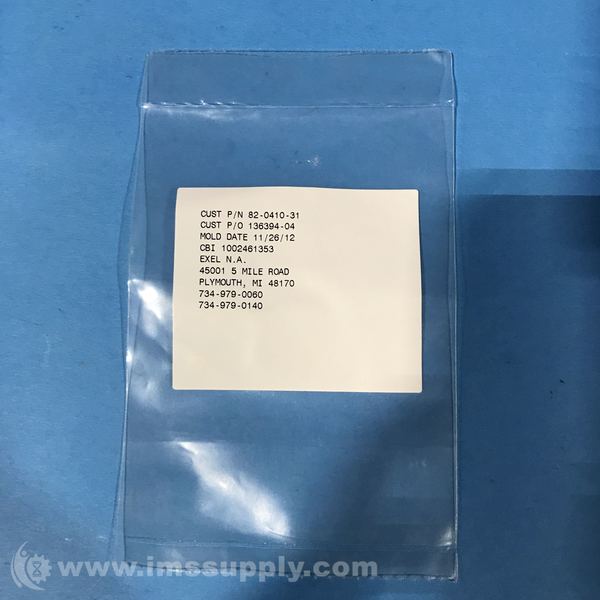 CUST P/N 82-0410-31
CUST P/O 136394-04
MOLD DATE 11/26/12
CBI 1002461353
EXEL N.A.
45001 5 MILE ROAD
PLYMOUTH, MI 48170
734-979-0060
734-979-0140
www.imssupply.com